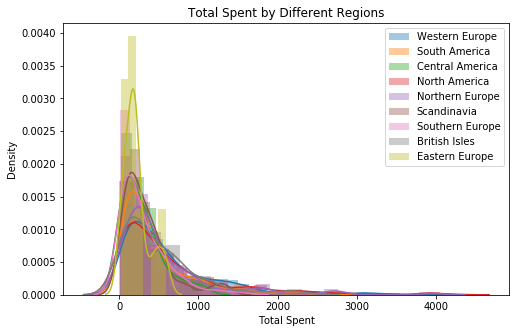 Total Spent by Different Regions
0.0040
0.0035
0.0030
0.0025
0.0020
0.0015
0.0010
0.0005
0.0000
Density
Western Europe
South America
Central America
North America
Northern Europe
Scandinavia
Southern Europe
British Isles
Eastern Europe
0 1000 2000 3000 4000
Total Spent